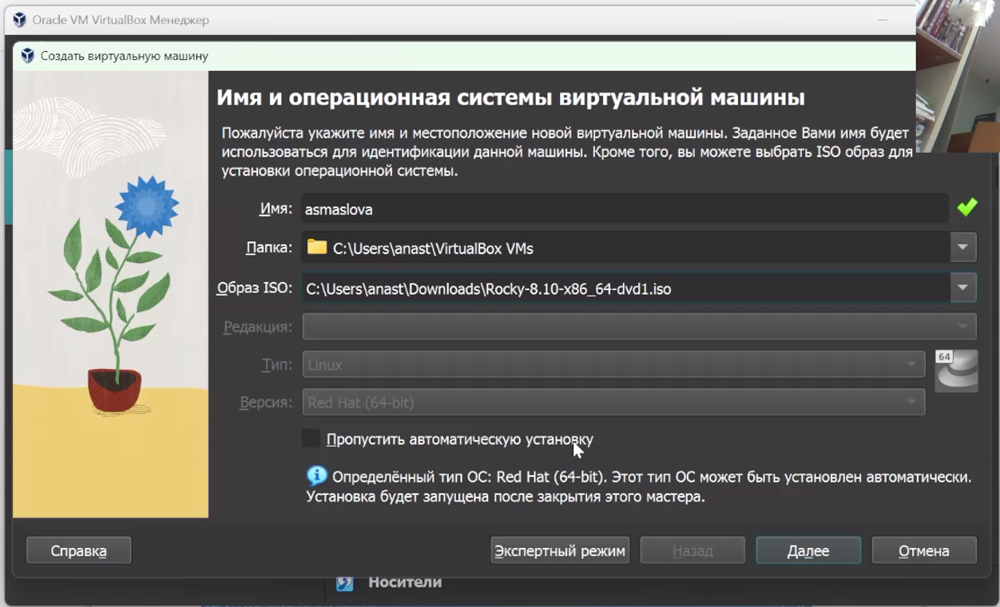 Oracle VM VirtualBox Менеджер
Создать виртуальную машину
Имя и операционная системы виртуальной машины
Пожалуйста укажите имя и местоположение новой виртуальной машины. Заданное Вами имя будет
использоваться для идентификации данной машины. Кроме того, вы можете выбрать ISO образ для
установки операционной системы.
Имя: asmaslova
Папка: C:\Users\anast\VirtualBox VMs
Образ ISO: C:\Users\anast\Downloads\Rocky-8.10-x86_64-dvd1.iso
Редакция:
Тип: Linux
64
Версия: Red Hat (64-bit)
Пропустить автоматическую установку
Определённый тип ОС: Red Hat (64-bit). Этот тип ОС может быть установлен автоматически.
Установка будет запущена после закрытия этого мастера.
Справка Экспертный режим Назад Далее Отмена
Носители